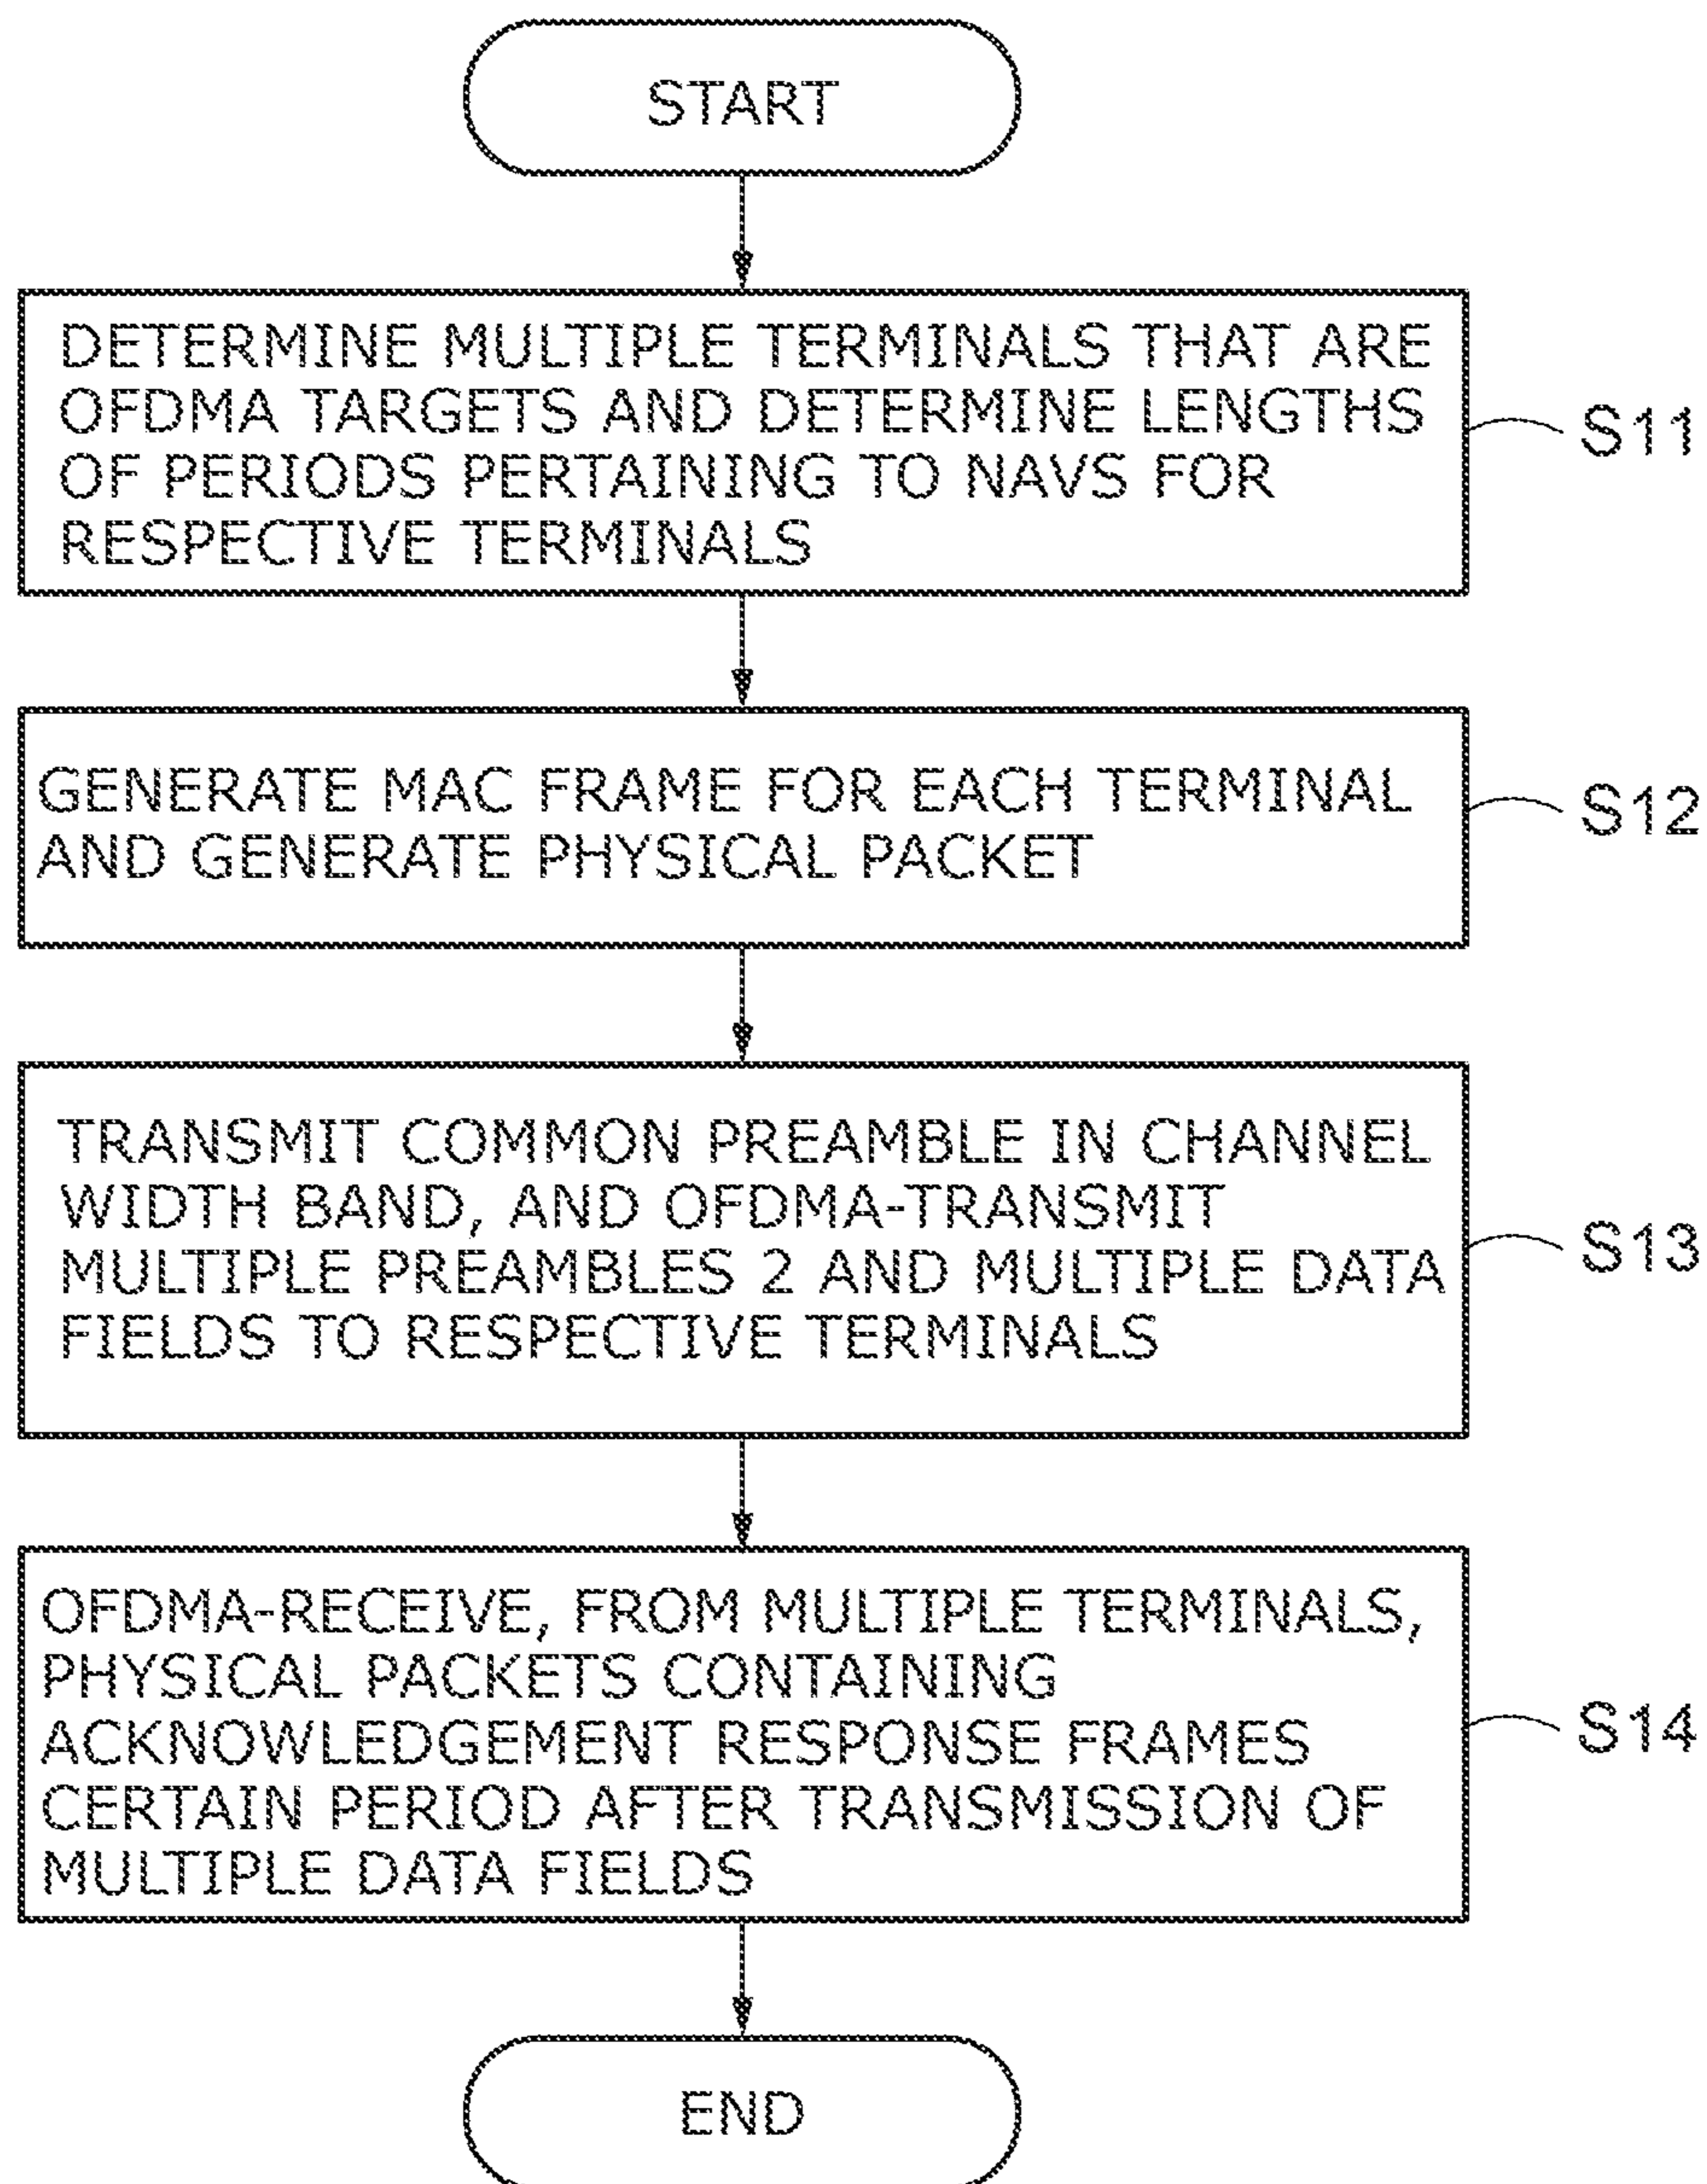 START
DETERMINE MULTIPLE TERMINALS THAT ARE
OFDMA TARGETS AND DETERMINE LENGTHS
OF PERIODS PERTAINING TO NAVS FOR
RESPECTIVE TERMINALS
S11
GENERATE MAC FRAME FOR EACH TERMINAL
AND GENERATE PHYSICAL PACKET
S12
TRANSMIT COMMON PREAMBLE IN CHANNEL
WIDTH BAND, AND OFDMA-TRANSMIT
MULTIPLE PREAMBLES 2 AND MULTIPLE DATA
FIELDS TO RESPECTIVE TERMINALS
S13
OFDMA-RECEIVE, FROM MULTIPLE TERMINALS,
PHYSICAL PACKETS CONTAINING
ACKNOWLEDGEMENT RESPONSE FRAMES
CERTAIN PERIOD AFTER TRANSMISSION OF
MULTIPLE DATA FIELDS
S14
END